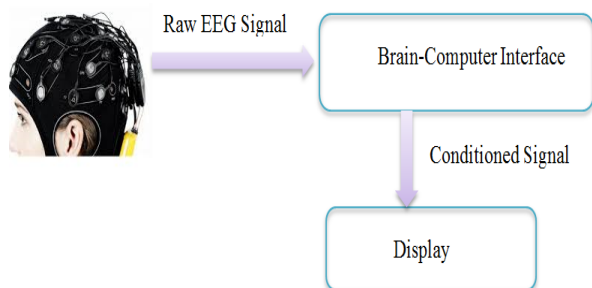 Raw EEG Signal
Brain-Computer Interface
Conditioned Signal
Display